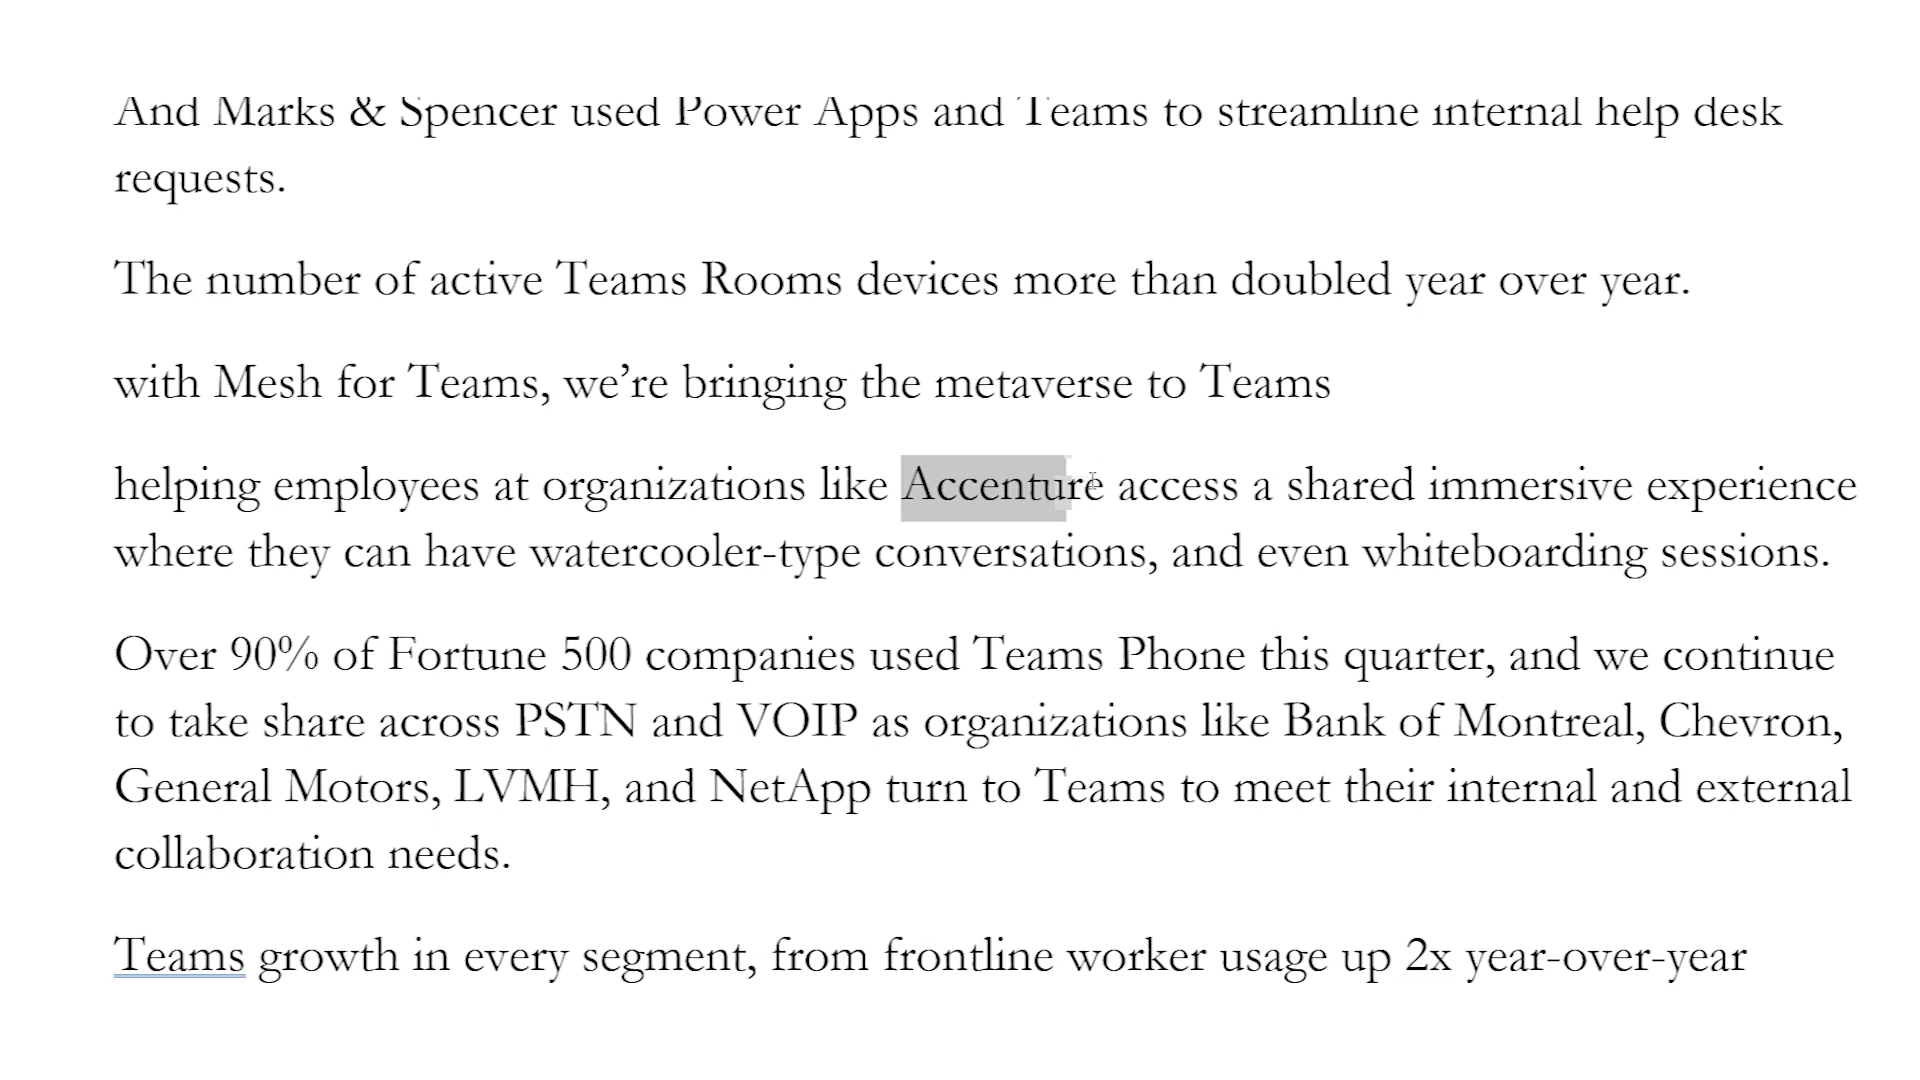 And Marks & Spencer used Power Apps and Teams to streamline internal help desk
requests.
The number of active Teams Rooms devices more than doubled year over year.
with Mesh for Teams, we’re bringing the metaverse to Teams
helping employees at organizations like Accenture access a shared immersive experience
where they can have watercooler-type conversations, and even whiteboarding sessions.
Over 90% of Fortune 500 companies used Teams Phone this quarter, and we continue
to take share across PSTN and VOIP as organizations like Bank of Montreal, Chevron,
General Motors, LVMH, and NetApp turn to Teams to meet their internal and external
collaboration needs.
Teams growth in every segment, from frontline worker usage up 2x year-over-year